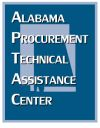 ALABAMA
PROCUREMENT
TECHNICAL
ASSISTANCE
CENTER